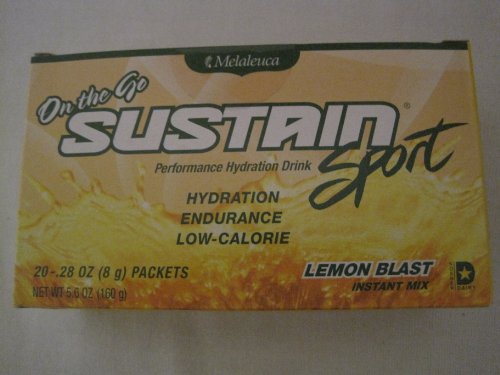 Melaleuca
On the Go
SUSTAIN®
Sport
Performance Hydration Drink
HYDRATION
ENDURANCE
LOW-CALORIE
20-.28 OZ (8 g) PACKETS
NET WT 5.6 OZ (160 g)
LEMON BLAST
INSTANT MIX
D
DAIRY